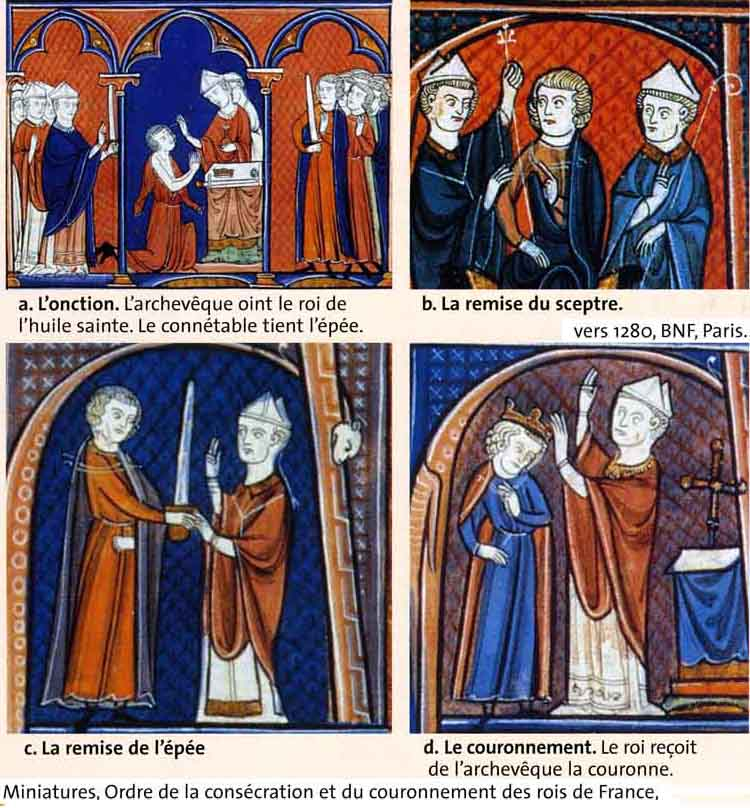 a. L'onction. L'archevêque oint le roi de
l'huile sainte. Le connétable tient l'épée.
b. La remise du sceptre.
vers 1280, BNF, Paris.
c. La remise de l'épée
d. Le couronnement. Le roi reçoit
de l'archevêque la couronne.
Miniatures, Ordre de la consécration et du couronnement des rois de France,